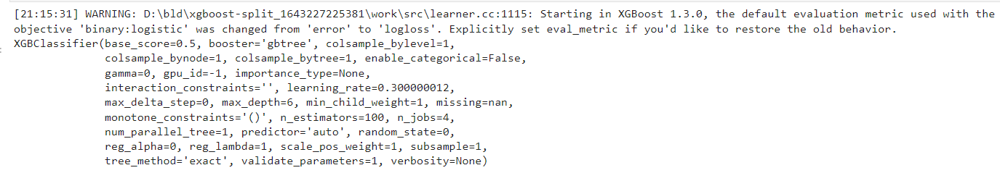 [21:15:31] WARNING: D:\bld\xgboost-split_1643227225381\work\src\learner.cc:1115: Starting in XGBoost 1.3.0, the default evaluation metric used with the
objective 'binary:logistic' was changed from 'error' to 'logloss'. Explicitly set eval_metric if you'd like to restore the old behavior.
XGBClassifier(base_score=0.5, booster='gbtree', colsample_bylevel=1,
              colsample_bynode=1, colsample_bytree=1, enable_categorical=False,
              gamma=0, gpu_id=-1, importance_type=None,
              interaction_constraints='', learning_rate=0.300000012,
              max_delta_step=0, max_depth=6, min_child_weight=1, missing=nan,
              monotone_constraints='()', n_estimators=100, n_jobs=4,
              num_parallel_tree=1, predictor='auto', random_state=0,
              reg_alpha=0, reg_lambda=1, scale_pos_weight=1, subsample=1,
              tree_method='exact', validate_parameters=1, verbosity=None)